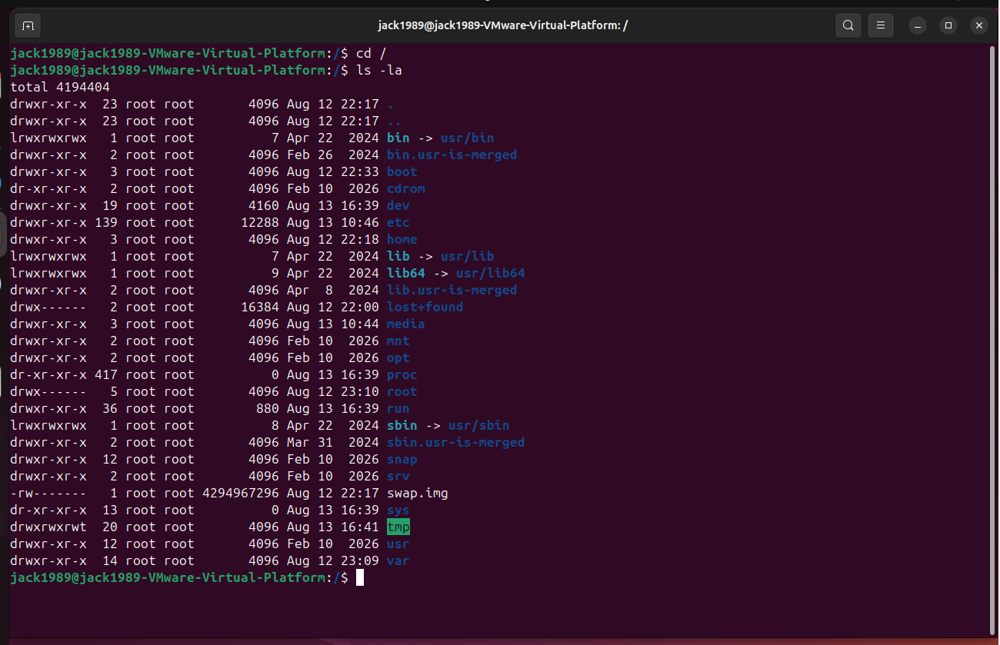 jack1989@jack1989-VMware-Virtual-Platform: /
jack1989@jack1989-VMware-Virtual-Platform:/$ cd /
jack1989@jack1989-VMware-Virtual-Platform:/$ ls -la
total 4194404
drwxr-xr-x  23 root root       4096 Aug 12 22:17 .
drwxr-xr-x  23 root root       4096 Aug 12 22:17 ..
lrwxrwxrwx   1 root root          7 Apr 22  2024 bin -> usr/bin
drwxr-xr-x   2 root root       4096 Feb 26  2024 bin.usr-is-merged
drwxr-xr-x   3 root root       4096 Aug 12 22:33 boot
dr-xr-xr-x   2 root root       4096 Feb 10  2026 cdrom
drwxr-xr-x  19 root root       4160 Aug 13 16:39 dev
drwxr-xr-x 139 root root      12288 Aug 13 10:46 etc
drwxr-xr-x   3 root root       4096 Aug 12 22:18 home
lrwxrwxrwx   1 root root          7 Apr 22  2024 lib -> usr/lib
lrwxrwxrwx   1 root root          9 Apr 22  2024 lib64 -> usr/lib64
drwxr-xr-x   2 root root       4096 Apr  8  2024 lib.usr-is-merged
drwx------   2 root root      16384 Aug 12 22:00 lost+found
drwxr-xr-x   3 root root       4096 Aug 13 10:44 media
drwxr-xr-x   2 root root       4096 Feb 10  2026 mnt
drwxr-xr-x   2 root root       4096 Feb 10  2026 opt
dr-xr-xr-x 417 root root          0 Aug 13 16:39 proc
drwx------   5 root root       4096 Aug 12 23:10 root
drwxr-xr-x  36 root root        880 Aug 13 16:39 run
lrwxrwxrwx   1 root root          8 Apr 22  2024 sbin -> usr/sbin
drwxr-xr-x   2 root root       4096 Mar 31  2024 sbin.usr-is-merged
drwxr-xr-x  12 root root       4096 Feb 10  2026 snap
drwxr-xr-x   2 root root       4096 Feb 10  2026 srv
-rw-------   1 root root 4294967296 Aug 12 22:17 swap.img
dr-xr-xr-x  13 root root          0 Aug 13 16:39 sys
drwxrwxrwt  20 root root       4096 Aug 13 16:41 tmp
drwxr-xr-x  12 root root       4096 Feb 10  2026 usr
drwxr-xr-x  14 root root       4096 Aug 12 23:09 var
jack1989@jack1989-VMware-Virtual-Platform:/$